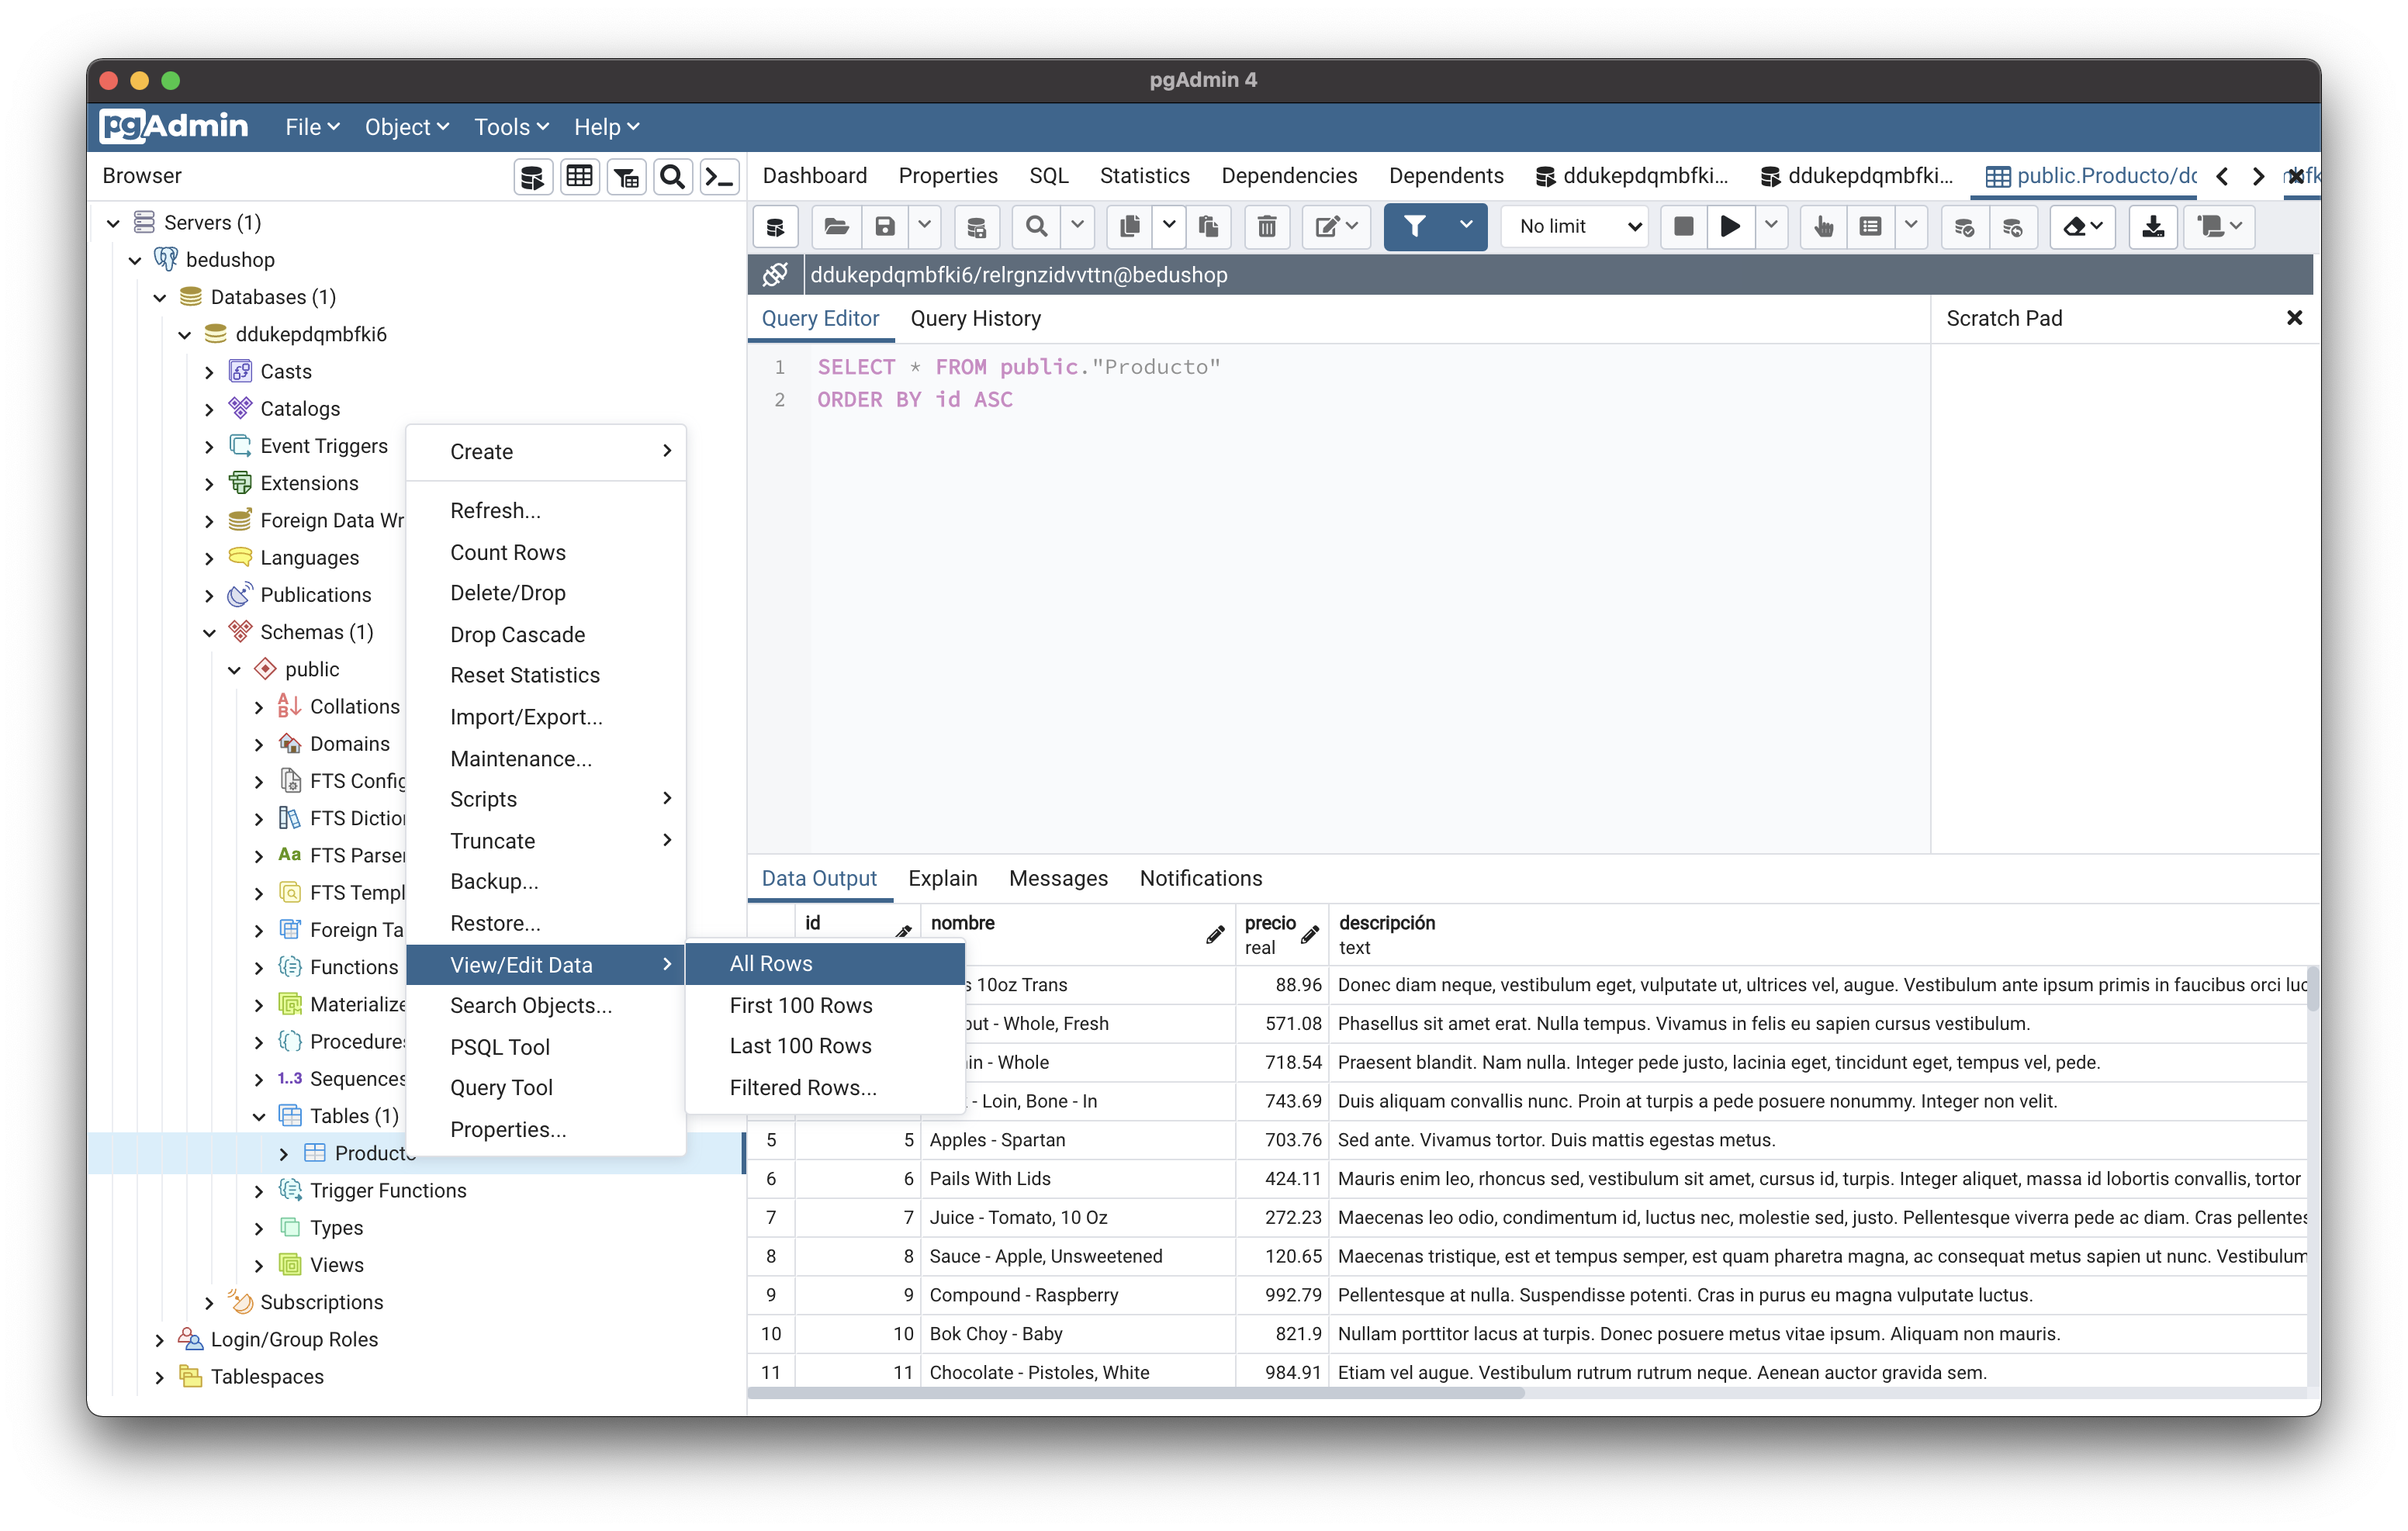 pgAdmin 4
pgAdmin File Object Tools Help
Browser
Dashboard Properties SQL Statistics Dependencies Dependents ddukepdqmbfki... ddukepdqmbfki... public.Producto/dc
No limit
ddukepdqmbfki6/relrgnzidvvttn@bedushop
Query Editor Query History
Scratch Pad
1 SELECT * FROM public."Producto"
2 ORDER BY id ASC
Servers (1)
bedushop
Databases (1)
ddukepdqmbfki6
Casts
Catalogs
Event Triggers
Extensions
Foreign Data Wr
Languages
Publications
Schemas (1)
public
Collations
Domains
FTS Config
FTS Dictio
FTS Parse
FTS Templ
Foreign Ta
Functions
Materialize
Procedures
1..3 Sequences
Tables (1)
Producto
Trigger Functions
Types
Views
Subscriptions
Login/Group Roles
Tablespaces
Create
Refresh...
Count Rows
Delete/Drop
Drop Cascade
Reset Statistics
Import/Export...
Maintenance...
Scripts
Truncate
Backup...
Restore...
View/Edit Data
Search Objects...
PSQL Tool
Query Tool
Properties...
All Rows
First 100 Rows
Last 100 Rows
Filtered Rows...
Data Output Explain Messages Notifications
id nombre precio real descripción text
10oz Trans 88.96 Donec diam neque, vestibulum eget, vulputate ut, ultrices vel, augue. Vestibulum ante ipsum primis in faucibus orci luc
- Whole, Fresh 571.08 Phasellus sit amet erat. Nulla tempus. Vivamus in felis eu sapien cursus vestibulum.
- Whole 718.54 Praesent blandit. Nam nulla. Integer pede justo, lacinia eget, tincidunt eget, tempus vel, pede.
- Loin, Bone - In 743.69 Duis aliquam convallis nunc. Proin at turpis a pede posuere nonummy. Integer non velit.
5 5 Apples - Spartan 703.76 Sed ante. Vivamus tortor. Duis mattis egestas metus.
6 6 Pails With Lids 424.11 Mauris enim leo, rhoncus sed, vestibulum sit amet, cursus id, turpis. Integer aliquet, massa id lobortis convallis, tortor
7 7 Juice - Tomato, 10 Oz 272.23 Maecenas leo odio, condimentum id, luctus nec, molestie sed, justo. Pellentesque viverra pede ac diam. Cras pellentes
8 8 Sauce - Apple, Unsweetened 120.65 Maecenas tristique, est et tempus semper, est quam pharetra magna, ac consequat metus sapien ut nunc. Vestibulum
9 9 Compound - Raspberry 992.79 Pellentesque at nulla. Suspendisse potenti. Cras in purus eu magna vulputate luctus.
10 10 Bok Choy - Baby 821.9 Nullam porttitor lacus at turpis. Donec posuere metus vitae ipsum. Aliquam non mauris.
11 11 Chocolate - Pistoles, White 984.91 Etiam vel augue. Vestibulum rutrum rutrum neque. Aenean auctor gravida sem.